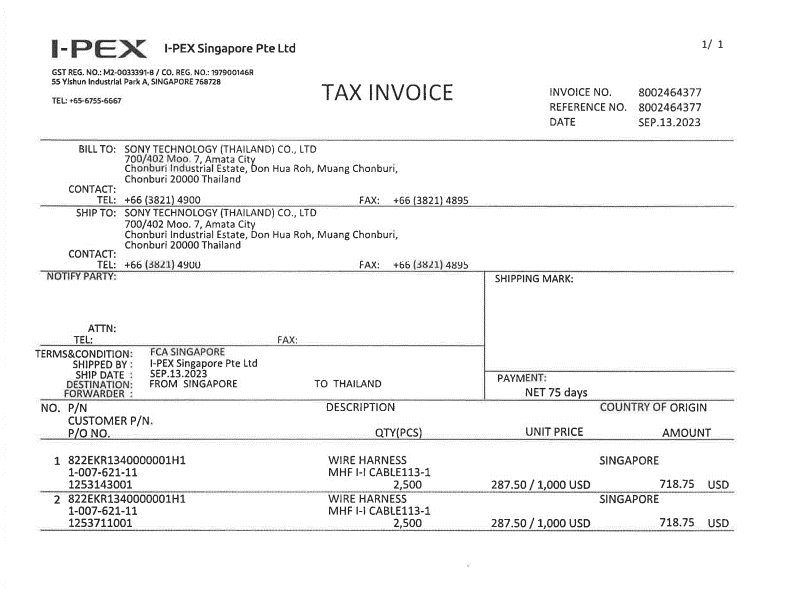 I-PEX I-PEX Singapore Pte Ltd 1/ 1
GST REG. NO.: M2-0033391-8 / CO. REG. NO.: 197900146R
55 Yishun Industrial Park A, SINGAPORE 768728
TEL: +65-6755-6667
TAX INVOICE
INVOICE NO. 8002464377
REFERENCE NO. 8002464377
DATE SEP.13.2023
BILL TO: SONY TECHNOLOGY (THAILAND) CO., LTD
700/402 Moo. 7, Amata City
Chonburi Industrial Estate, Don Hua Roh, Muang Chonburi,
Chonburi 20000 Thailand
CONTACT:
TEL: +66 (3821) 4900 FAX: +66 (3821) 4895
SHIP TO: SONY TECHNOLOGY (THAILAND) CO., LTD
700/402 Moo. 7, Amata City
Chonburi Industrial Estate, Don Hua Roh, Muang Chonburi,
Chonburi 20000 Thailand
CONTACT:
TEL: +66 (3821) 4900 FAX: +66 (3821) 4895
NOTIFY PARTY: SHIPPING MARK:
ATTN:
TEL: FAX:
TERMS&CONDITION: FCA SINGAPORE
SHIPPED BY : I-PEX Singapore Pte Ltd
SHIP DATE : SEP.13.2023
DESTINATION: FROM SINGAPORE TO THAILAND
FORWARDER :
PAYMENT:
NET 75 days
NO. P/N DESCRIPTION COUNTRY OF ORIGIN
CUSTOMER P/N.
P/O NO. QTY(PCS) UNIT PRICE AMOUNT
1 822EKR1340000001H1 WIRE HARNESS SINGAPORE
1-007-621-11 MHF I-I CABLE113-1
1253143001 2,500 287.50 / 1,000 USD 718.75 USD
2 822EKR1340000001H1 WIRE HARNESS SINGAPORE
1-007-621-11 MHF I-I CABLE113-1
1253711001 2,500 287.50 / 1,000 USD 718.75 USD